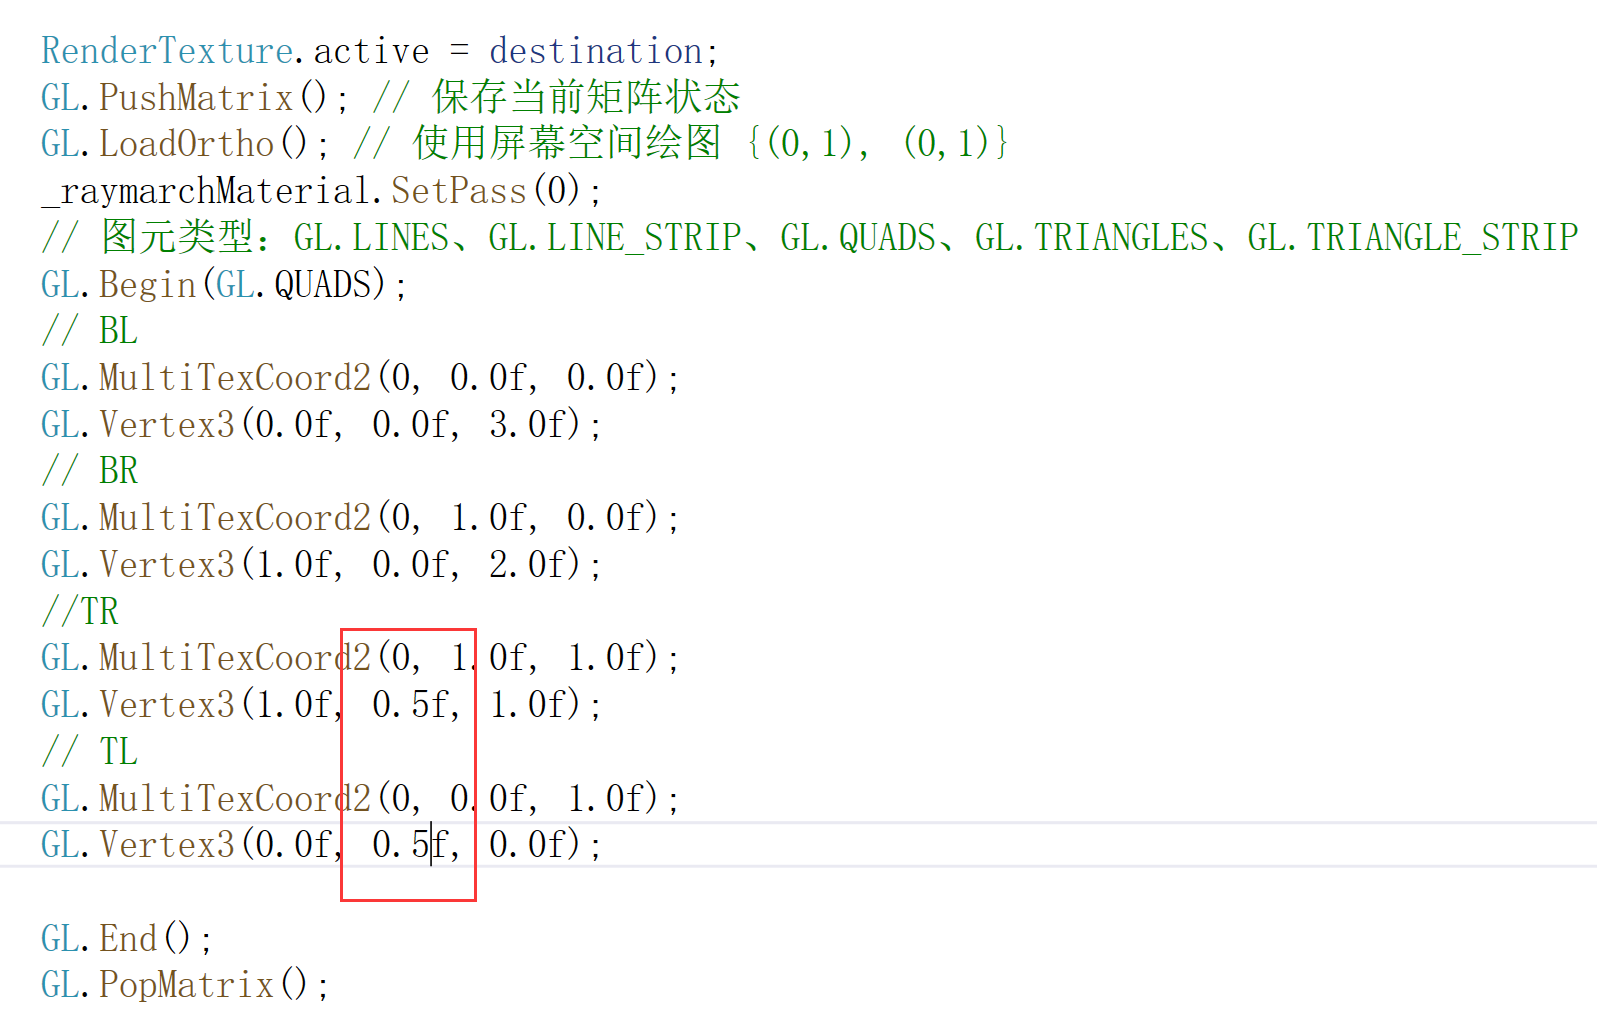 RenderTexture.active = destination;
GL.PushMatrix(); // 保存当前矩阵状态
GL.LoadOrtho(); // 使用屏幕空间绘图 {(0,1), (0,1)}
_raymarchMaterial.SetPass(0);
// 图元类型：GL.LINES、GL.LINE_STRIP、GL.QUADS、GL.TRIANGLES、GL.TRIANGLE_STRIP
GL.Begin(GL.QUADS);
// BL
GL.MultiTexCoord2(0, 0.0f, 0.0f);
GL.Vertex3(0.0f, 0.0f, 3.0f);
// BR
GL.MultiTexCoord2(0, 1.0f, 0.0f);
GL.Vertex3(1.0f, 0.0f, 2.0f);
//TR
GL.MultiTexCoord2(0, 1.0f, 1.0f);
GL.Vertex3(1.0f, 0.5f, 1.0f);
// TL
GL.MultiTexCoord2(0, 0.0f, 1.0f);
GL.Vertex3(0.0f, 0.5f, 0.0f);
GL.End();
GL.PopMatrix();